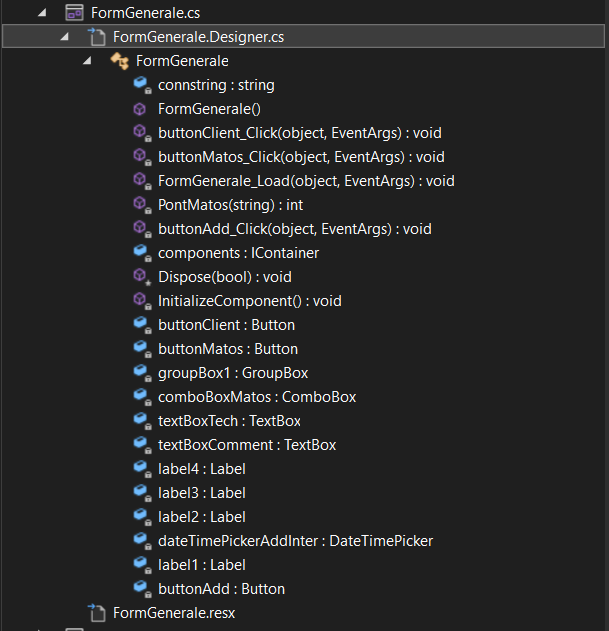 FormGenerale.cs
FormGenerale.Designer.cs
FormGenerale
connstring : string
FormGenerale()
buttonClient_Click(object, EventArgs) : void
buttonMatos_Click(object, EventArgs) : void
FormGenerale_Load(object, EventArgs) : void
PontMatos(string) : int
buttonAdd_Click(object, EventArgs) : void
components : IContainer
Dispose(bool) : void
InitializeComponent() : void
buttonClient : Button
buttonMatos : Button
groupBox1 : GroupBox
comboBoxMatos : ComboBox
textBoxTech : TextBox
textBoxComment : TextBox
label4 : Label
label3 : Label
label2 : Label
dateTimePickerAddInter : DateTimePicker
label1 : Label
buttonAdd : Button
FormGenerale.resx